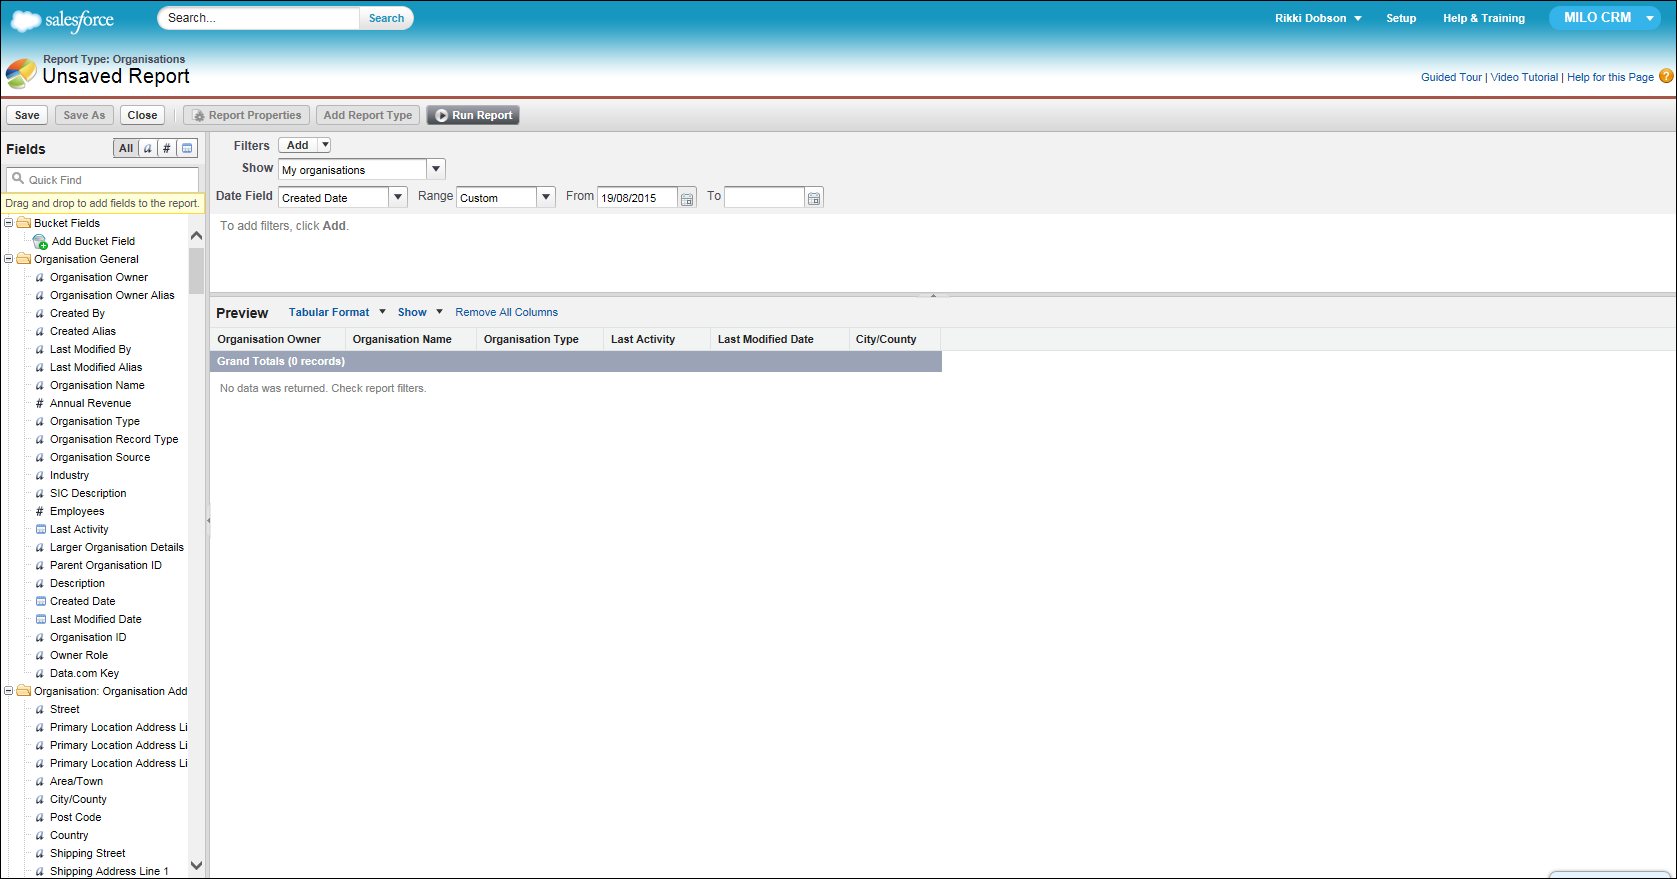 salesforce
Search...
Search
Rikki Dobson
Setup
Help & Training
MILO CRM
Report Type: Organisations
Unsaved Report
Guided Tour | Video Tutorial | Help for this Page
Save
Save As
Close
Report Properties
Add Report Type
Run Report
Fields
All
a
#
Quick Find
Drag and drop to add fields to the report.
Bucket Fields
Add Bucket Field
Organisation General
a Organisation Owner
a Organisation Owner Alias
a Created By
a Created Alias
a Last Modified By
a Last Modified Alias
a Organisation Name
# Annual Revenue
a Organisation Type
a Organisation Record Type
a Organisation Source
a Industry
a SIC Description
# Employees
Last Activity
a Larger Organisation Details
a Parent Organisation ID
a Description
Created Date
Last Modified Date
a Organisation ID
a Owner Role
a Data.com Key
Organisation: Organisation Add
a Street
a Primary Location Address Li
a Primary Location Address Li
a Primary Location Address Li
a Area/Town
a City/County
a Post Code
a Country
a Shipping Street
a Shipping Address Line 1
Filters Add
Show My organisations
Date Field Created Date Range Custom From 19/08/2015 To
To add filters, click Add.
Preview Tabular Format Show Remove All Columns
Organisation Owner Organisation Name Organisation Type Last Activity Last Modified Date City/County
Grand Totals (0 records)
No data was returned. Check report filters.